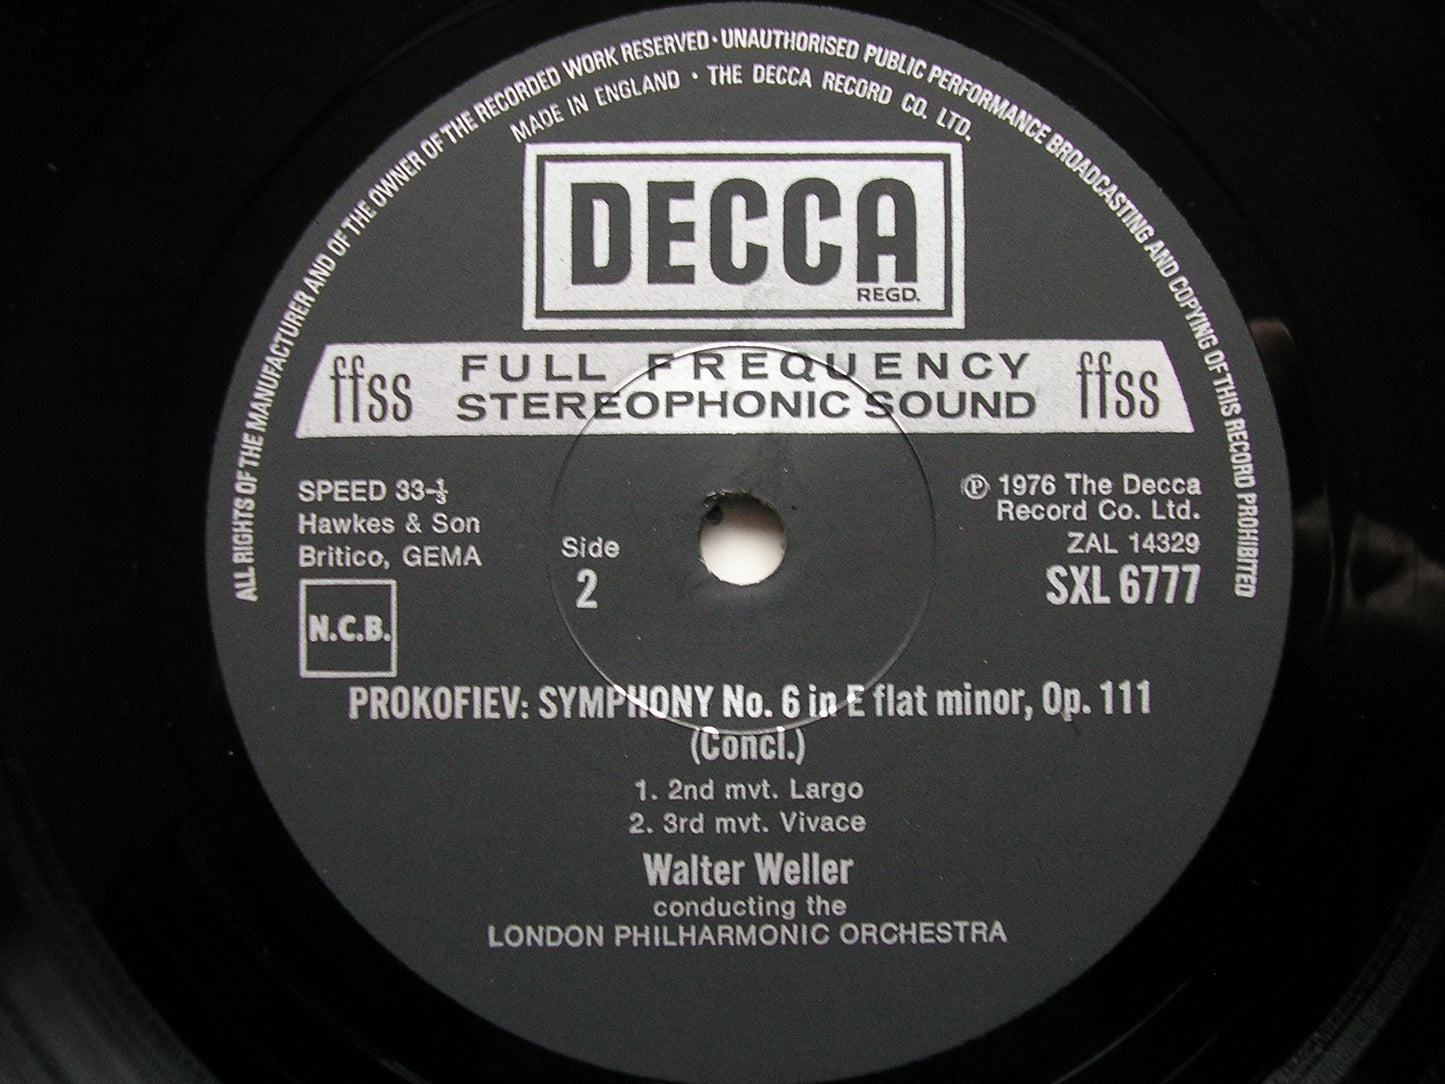 ALL RIGHTS OF THE MANUFACTURER AND OF THE OWNER OF THE RECORDED WORK RESERVED · UNAUTHORISED PUBLIC PERFORMANCE BROADCASTING AND COPYING OF THIS RECORD PROHIBITED
MADE IN ENGLAND · THE DECCA RECORD CO. LTD.
DECCA
REGD.
ffss FULL FREQUENCY STEREOPHONIC SOUND ffss
SPEED 33-⅓
Hawkes & Son
Britico, GEMA
N.C.B.
Side
2
℗ 1976 The Decca
Record Co. Ltd.
ZAL 14329
SXL 6777
PROKOFIEV: SYMPHONY No. 6 in E flat minor, Op. 111
(Concl.)
1. 2nd mvt. Largo
2. 3rd mvt. Vivace
Walter Weller
conducting the
LONDON PHILHARMONIC ORCHESTRA